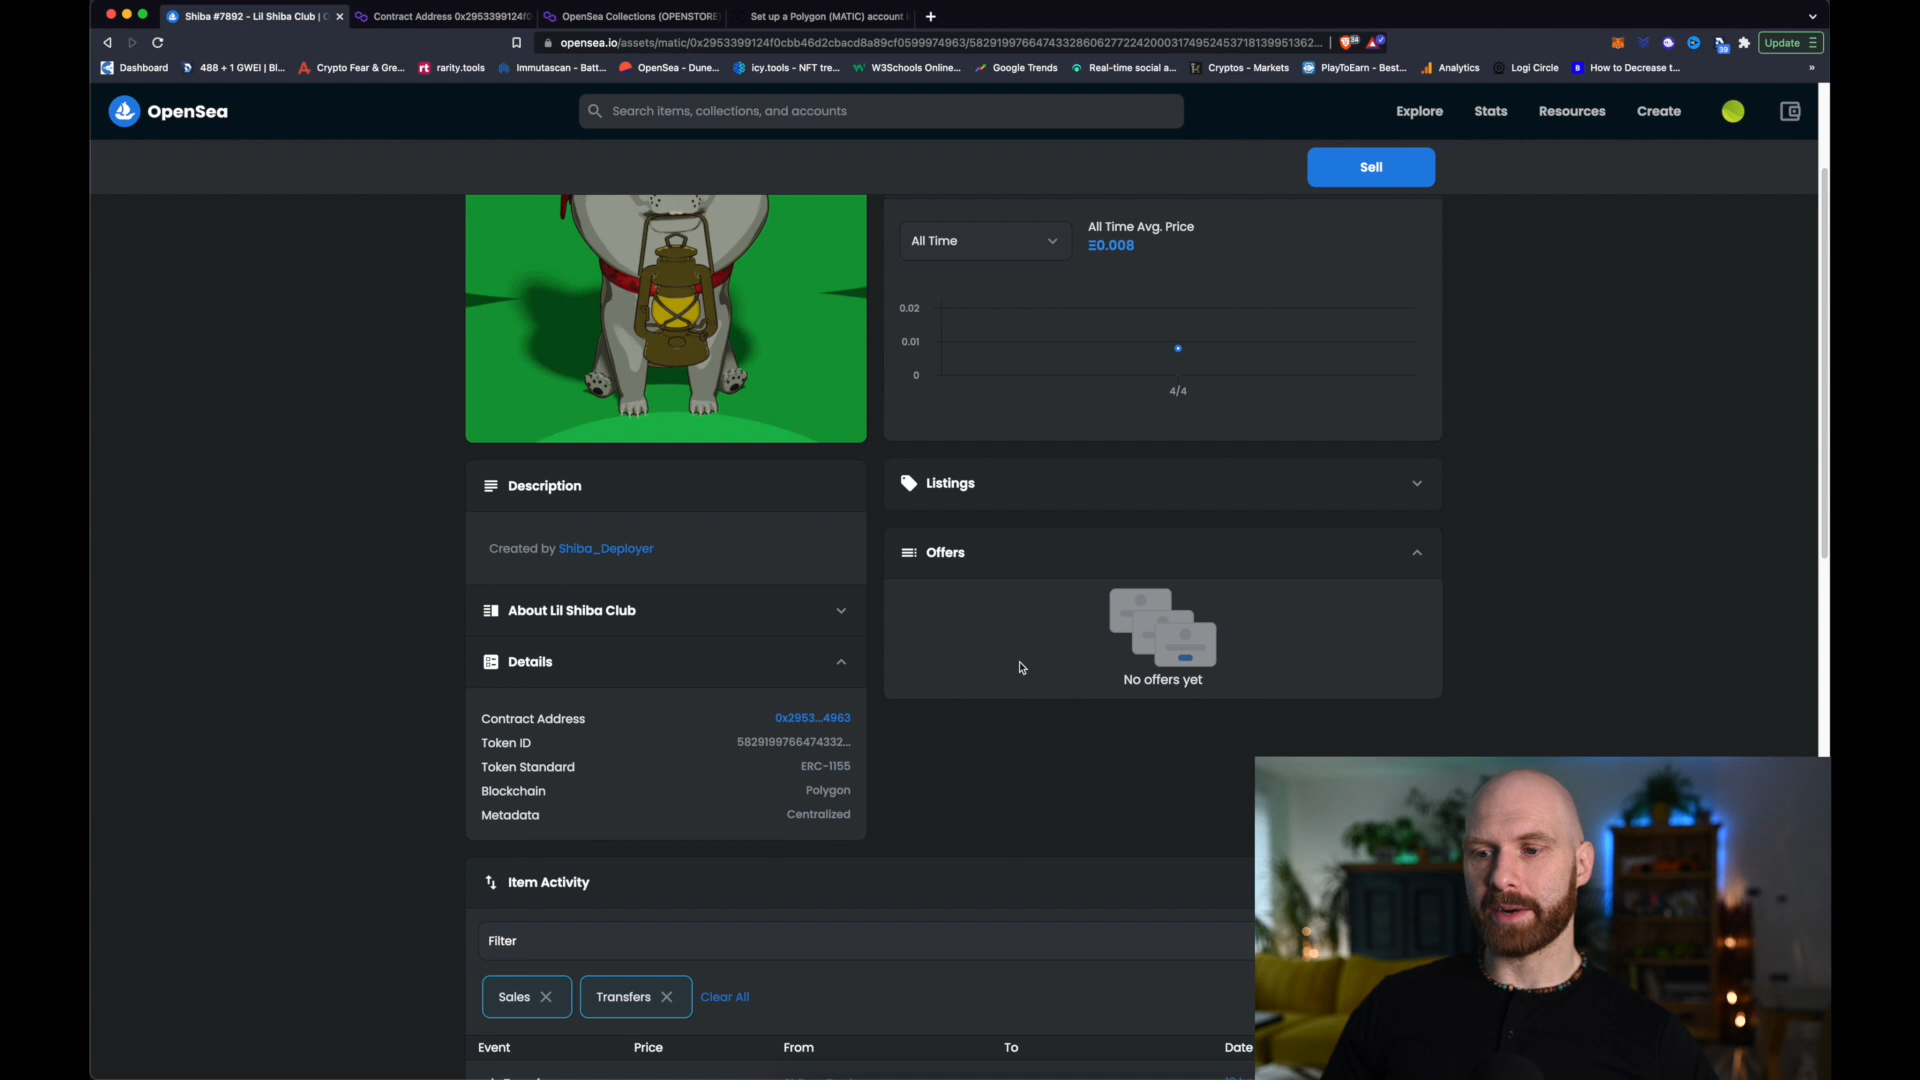 Shiba #7892 - Lil Shiba Club |
Contract Address 0x2953399124f0
OpenSea Collections (OPENSTORE)
Set up a Polygon (MATIC) account
opensea.io/assets/matic/0x2953399124f0cbb46d2cbacd8a89cf0599974963/58291997664743328606277224200031749524537181399513​62...
34
39
Update
Dashboard
488 + 1 GWEI | Bl...
Crypto Fear & Gre...
rt rarity.tools
Immutascan - Batt...
OpenSea - Dune...
icy.tools - NFT tre...
W3Schools Online...
Google Trends
Real-time social a...
Cryptos - Markets
PlayToEarn - Best...
Analytics
Logi Circle
B How to Decrease t...
»
OpenSea
Search items, collections, and accounts
Explore
Stats
Resources
Create
Sell
All Time
All Time Avg. Price
Ξ0.008
0.02
0.01
0
4/4
Description
Created by Shiba_Deployer
About Lil Shiba Club
Details
Contract Address 0x2953...4963
Token ID 5829199766474332...
Token Standard ERC-1155
Blockchain Polygon
Metadata Centralized
Listings
Offers
No offers yet
Item Activity
Filter
Sales
Transfers
Clear All
Event Price From To Date